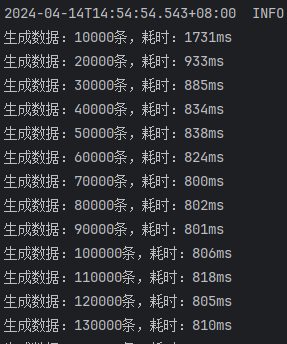 2024-04-14T14:54:54.543+08:00  INFO
生成数据：10000条，耗时：1731ms
生成数据：20000条，耗时：933ms
生成数据：30000条，耗时：885ms
生成数据：40000条，耗时：834ms
生成数据：50000条，耗时：838ms
生成数据：60000条，耗时：824ms
生成数据：70000条，耗时：800ms
生成数据：80000条，耗时：802ms
生成数据：90000条，耗时：801ms
生成数据：100000条，耗时：806ms
生成数据：110000条，耗时：818ms
生成数据：120000条，耗时：805ms
生成数据：130000条，耗时：810ms